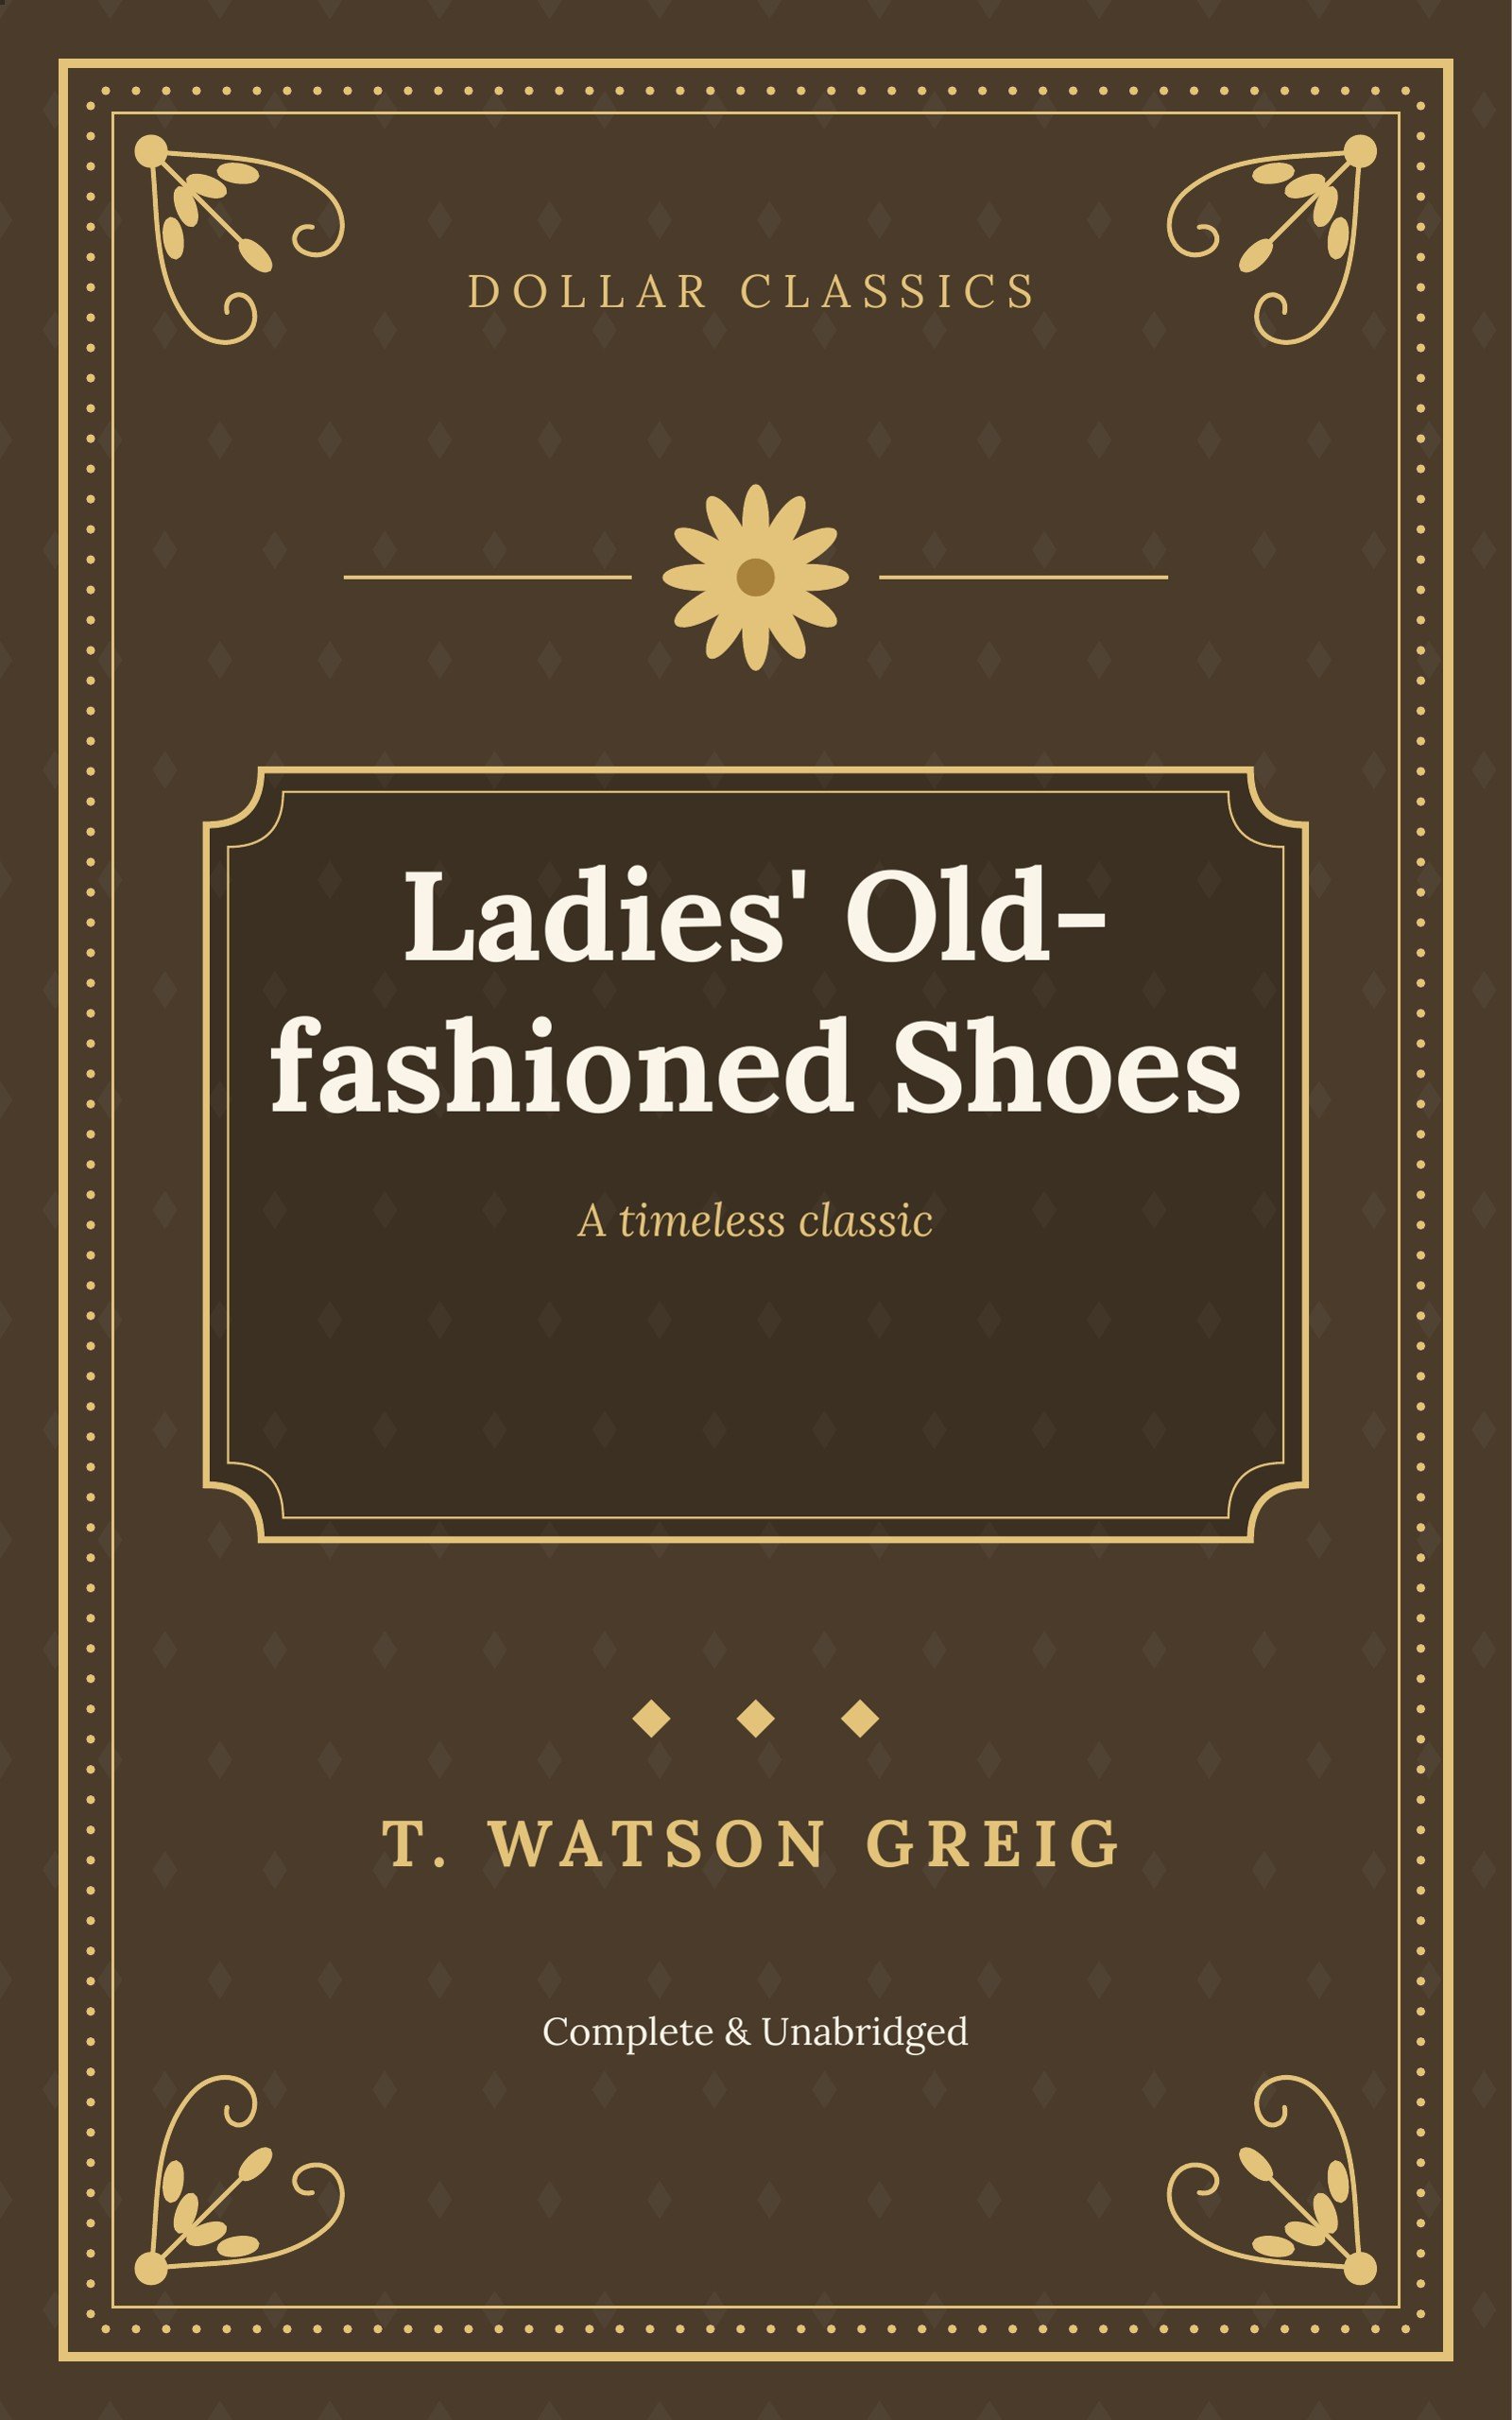 DOLLAR CLASSICS
Ladies' Old-
fashioned Shoes
A timeless classic
T. WATSON GREIG
Complete & Unabridged